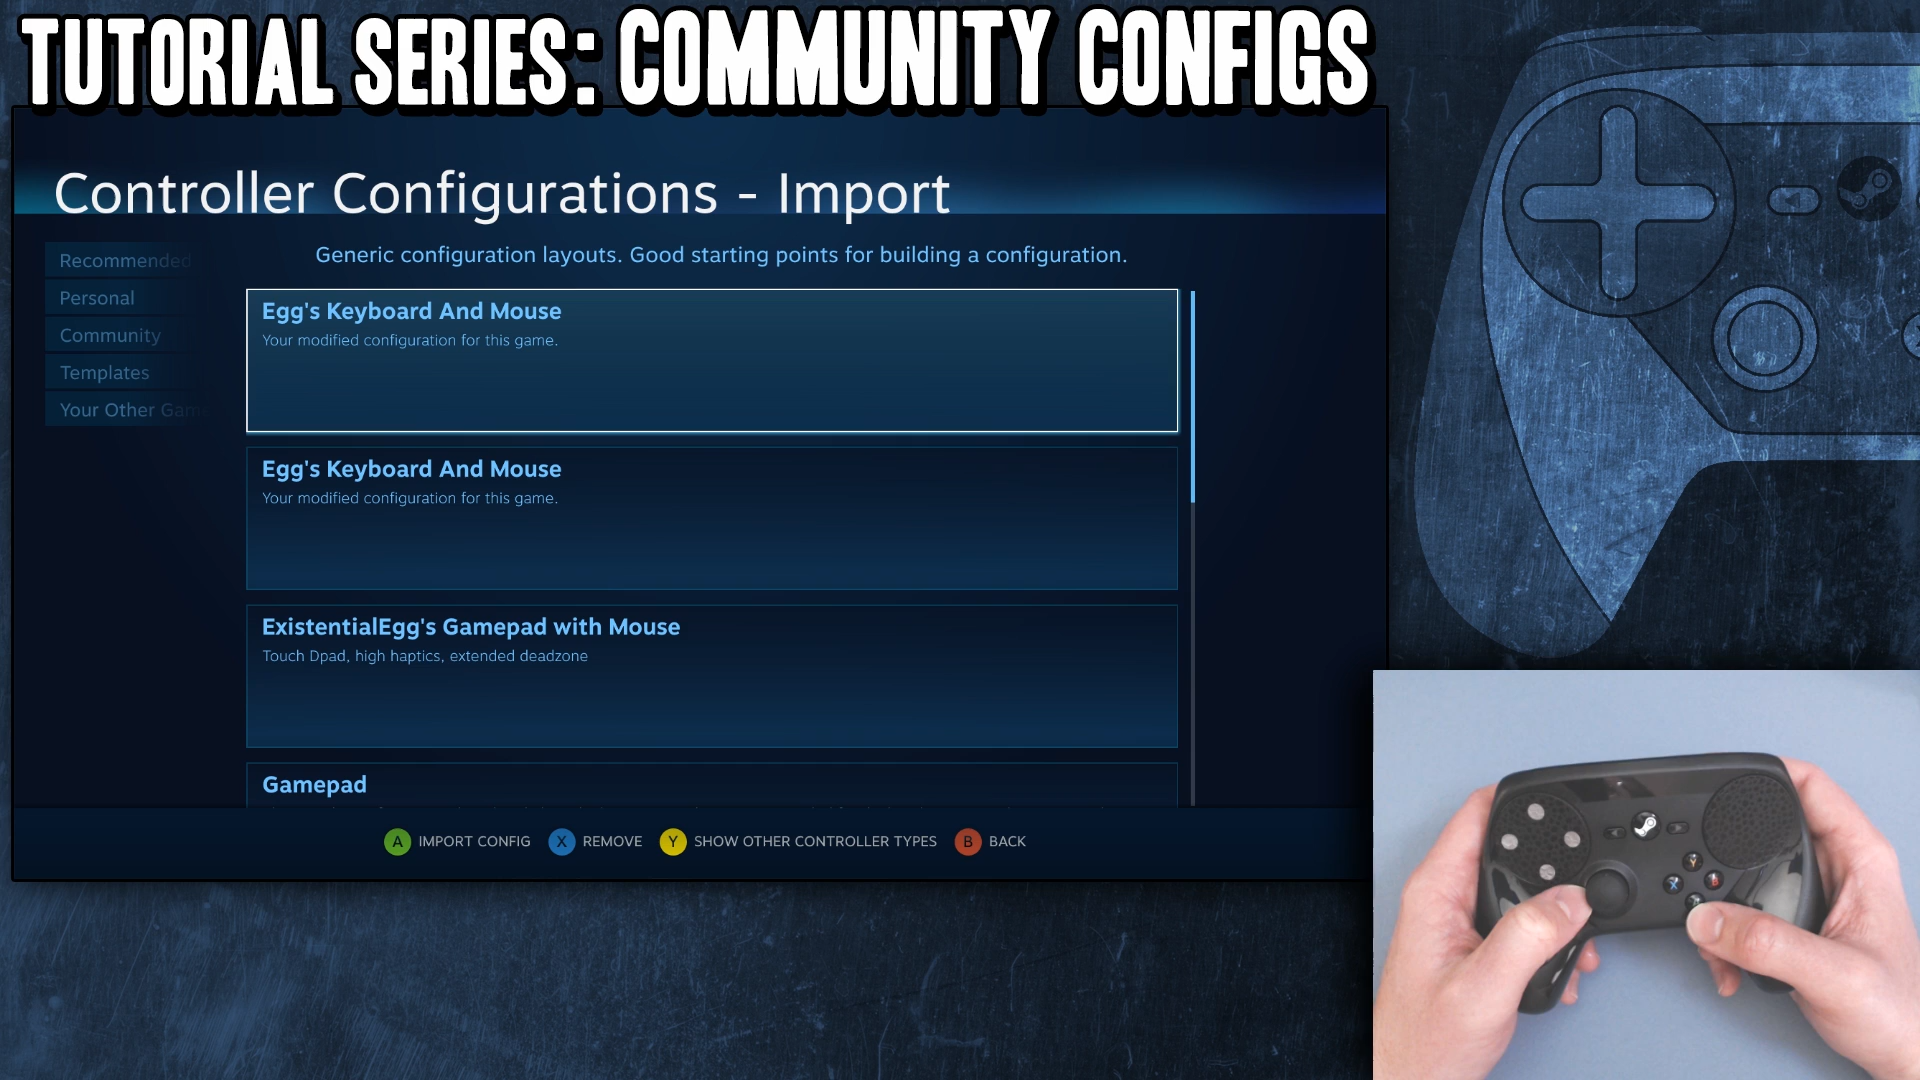 TUTORIAL SERIES: COMMUNITY CONFIGS
Controller Configurations - Import
Generic configuration layouts. Good starting points for building a configuration.
Recommended
Personal
Community
Templates
Your Other Gam
Egg's Keyboard And Mouse
Your modified configuration for this game.
Egg's Keyboard And Mouse
Your modified configuration for this game.
ExistentialEgg's Gamepad with Mouse
Touch Dpad, high haptics, extended deadzone
Gamepad
A IMPORT CONFIG X REMOVE Y SHOW OTHER CONTROLLER TYPES B BACK
Y
X B